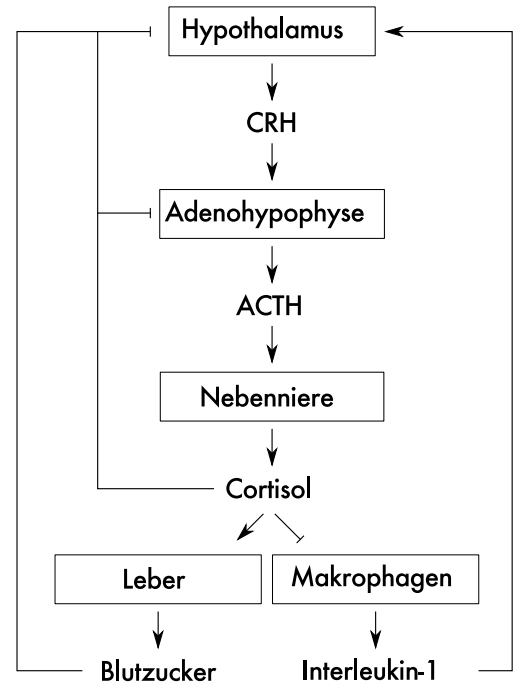 Hypothalamus
CRH
Adenohypophyse
ACTH
Nebenniere
Cortisol
Leber
Makrophagen
Blutzucker
Interleukin-1